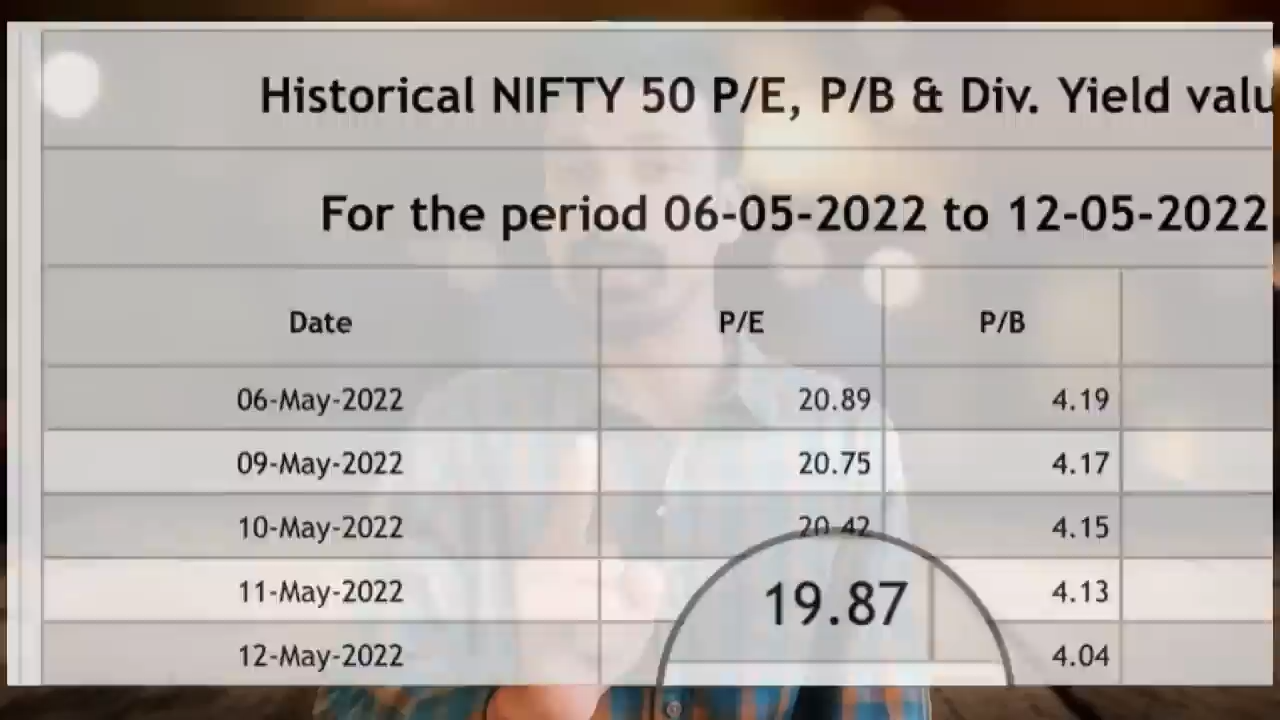 Historical NIFTY 50 P/E, P/B & Div. Yield valu
For the period 06-05-2022 to 12-05-2022
Date P/E P/B
06-May-2022 20.89 4.19
09-May-2022 20.75 4.17
10-May-2022 20.42 4.15
11-May-2022 19.87 4.13
12-May-2022 4.04